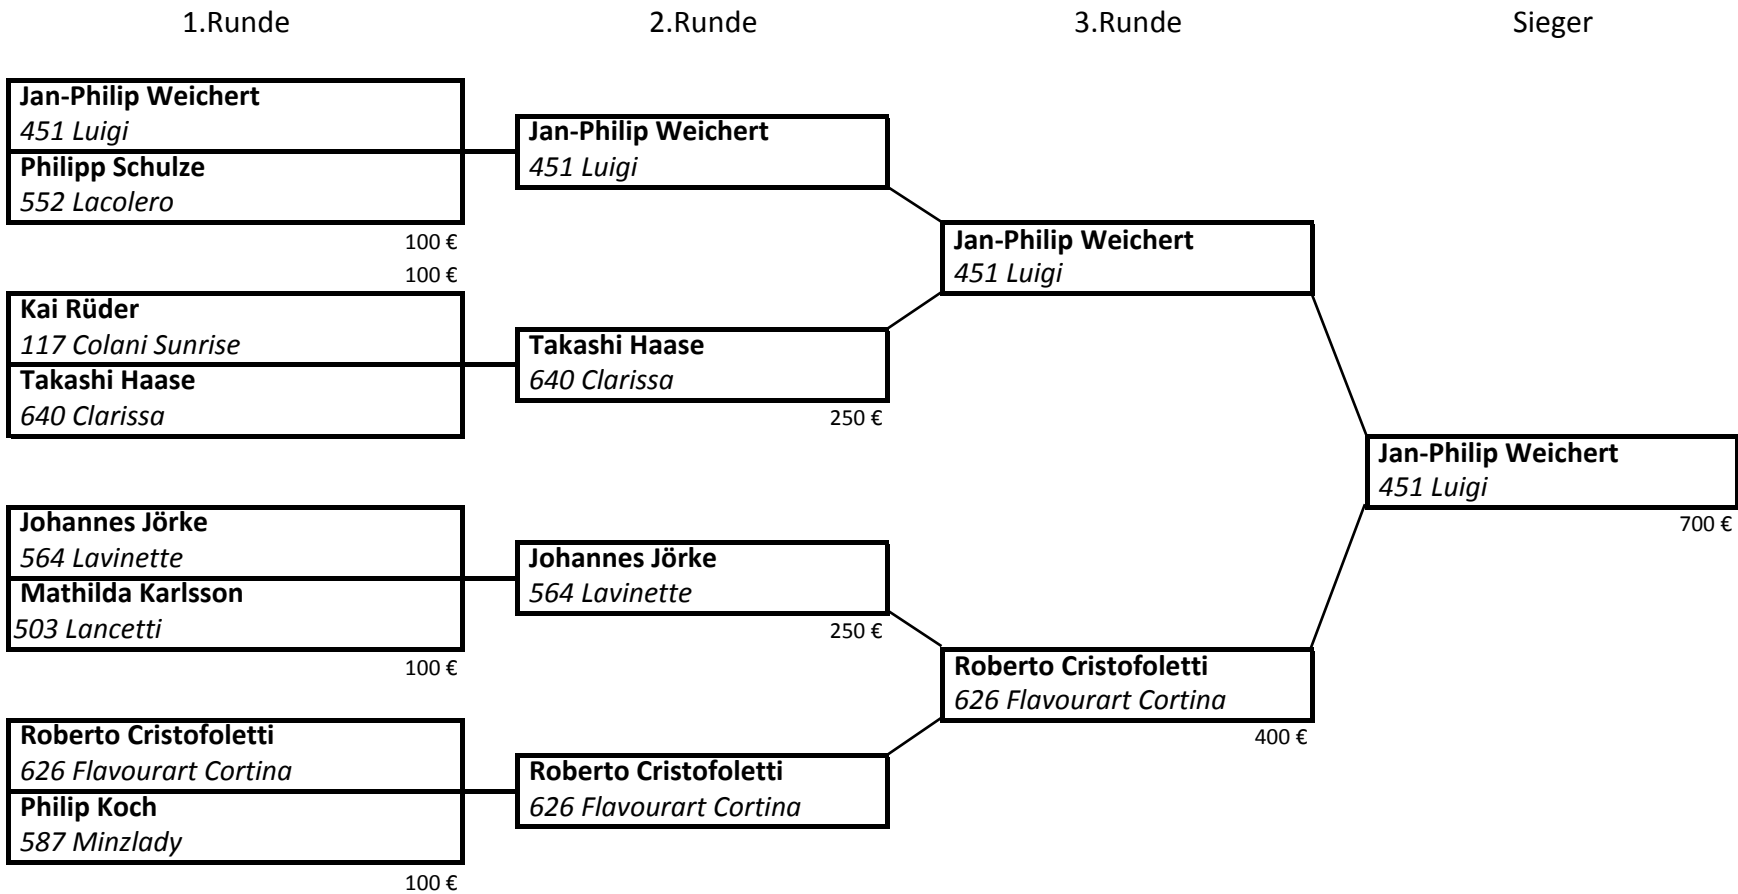 1.Runde
2.Runde
3.Runde
Sieger
Jan-Philip Weichert
451 Luigi
Philipp Schulze
552 Lacolero
100 €
100 €
Kai Rüder
117 Colani Sunrise
Takashi Haase
640 Clarissa
Johannes Jörke
564 Lavinette
Mathilda Karlsson
503 Lancetti
100 €
Roberto Cristofoletti
626 Flavourart Cortina
Philip Koch
587 Minzlady
100 €
Jan-Philip Weichert
451 Luigi
Takashi Haase
640 Clarissa
250 €
Johannes Jörke
564 Lavinette
250 €
Roberto Cristofoletti
626 Flavourart Cortina
Jan-Philip Weichert
451 Luigi
Roberto Cristofoletti
626 Flavourart Cortina
400 €
Jan-Philip Weichert
451 Luigi
700 €